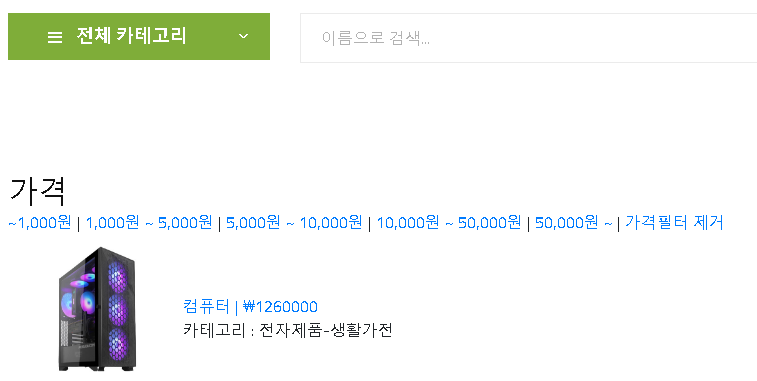 전체 카테고리
이름으로 검색...
가격
~1,000원 | 1,000원 ~ 5,000원 | 5,000원 ~ 10,000원 | 10,000원 ~ 50,000원 | 50,000원 ~ | 가격필터 제거
컴퓨터 | ₩1260000
카테고리 : 전자제품-생활가전